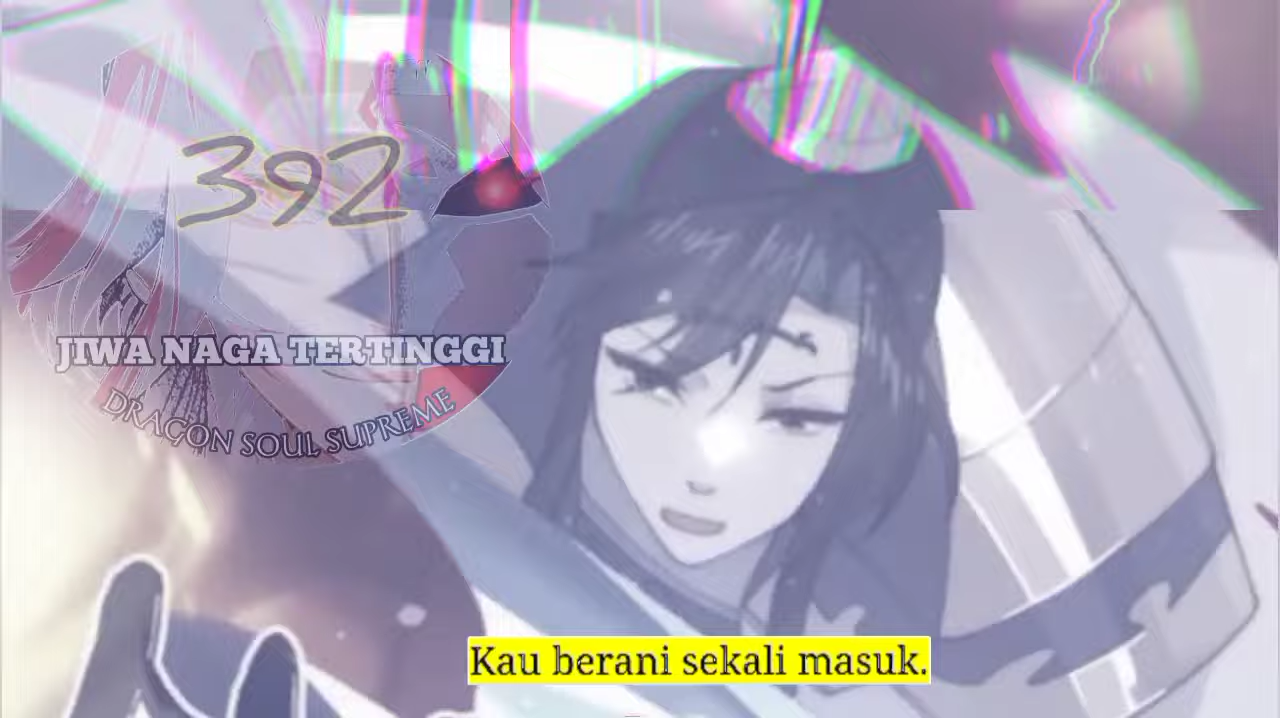 392
JIWA NAGA TERTINGGI
DRAGON SOUL SUPREME
Kau berani sekali masuk.